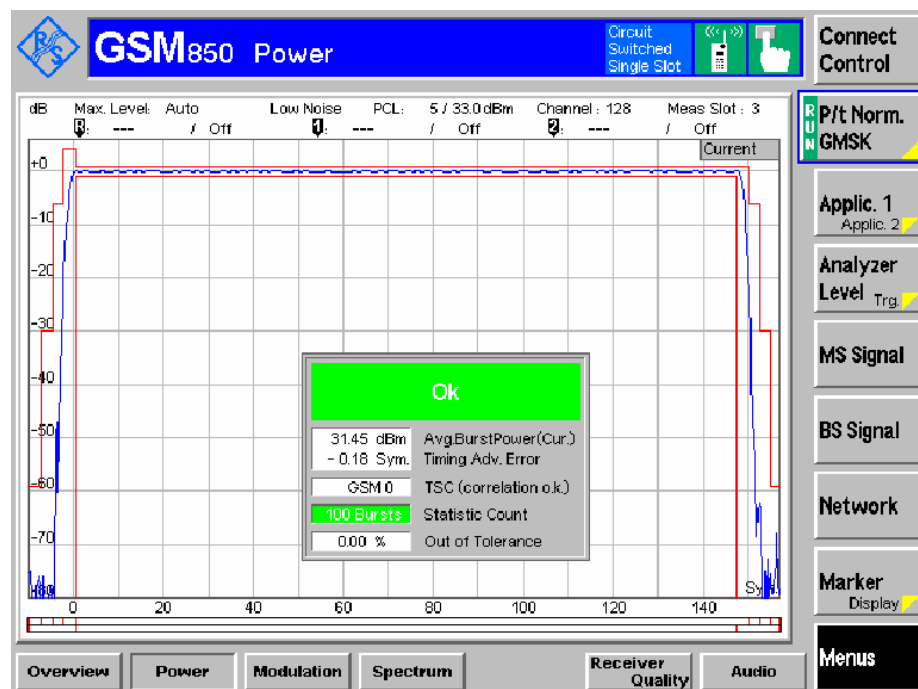 R&S
GSM850 Power
Circuit Switched Single Slot
Connect Control
dB Max. Level: Auto Low Noise PCL: 5 / 33.0 dBm Channel : 128 Meas Slot : 3
R: --- / Off 1: --- / Off 2: --- / Off
RUN
P/t Norm. GMSK
Current
+0
-10
-20
-30
-40
-50
-60
-70
-80
Ok
31.45 dBm Avg.BurstPower(Cur.)
- 0.18 Sym. Timing Adv. Error
GSM 0 TSC (correlation o.k.)
100 Bursts Statistic Count
0.00 % Out of Tolerance
0 20 40 60 80 100 120 140
Applic. 1
Applic. 2
Analyzer
Level Trg.
MS Signal
BS Signal
Network
Marker
Display
Menus
Overview Power Modulation Spectrum Receiver Quality Audio